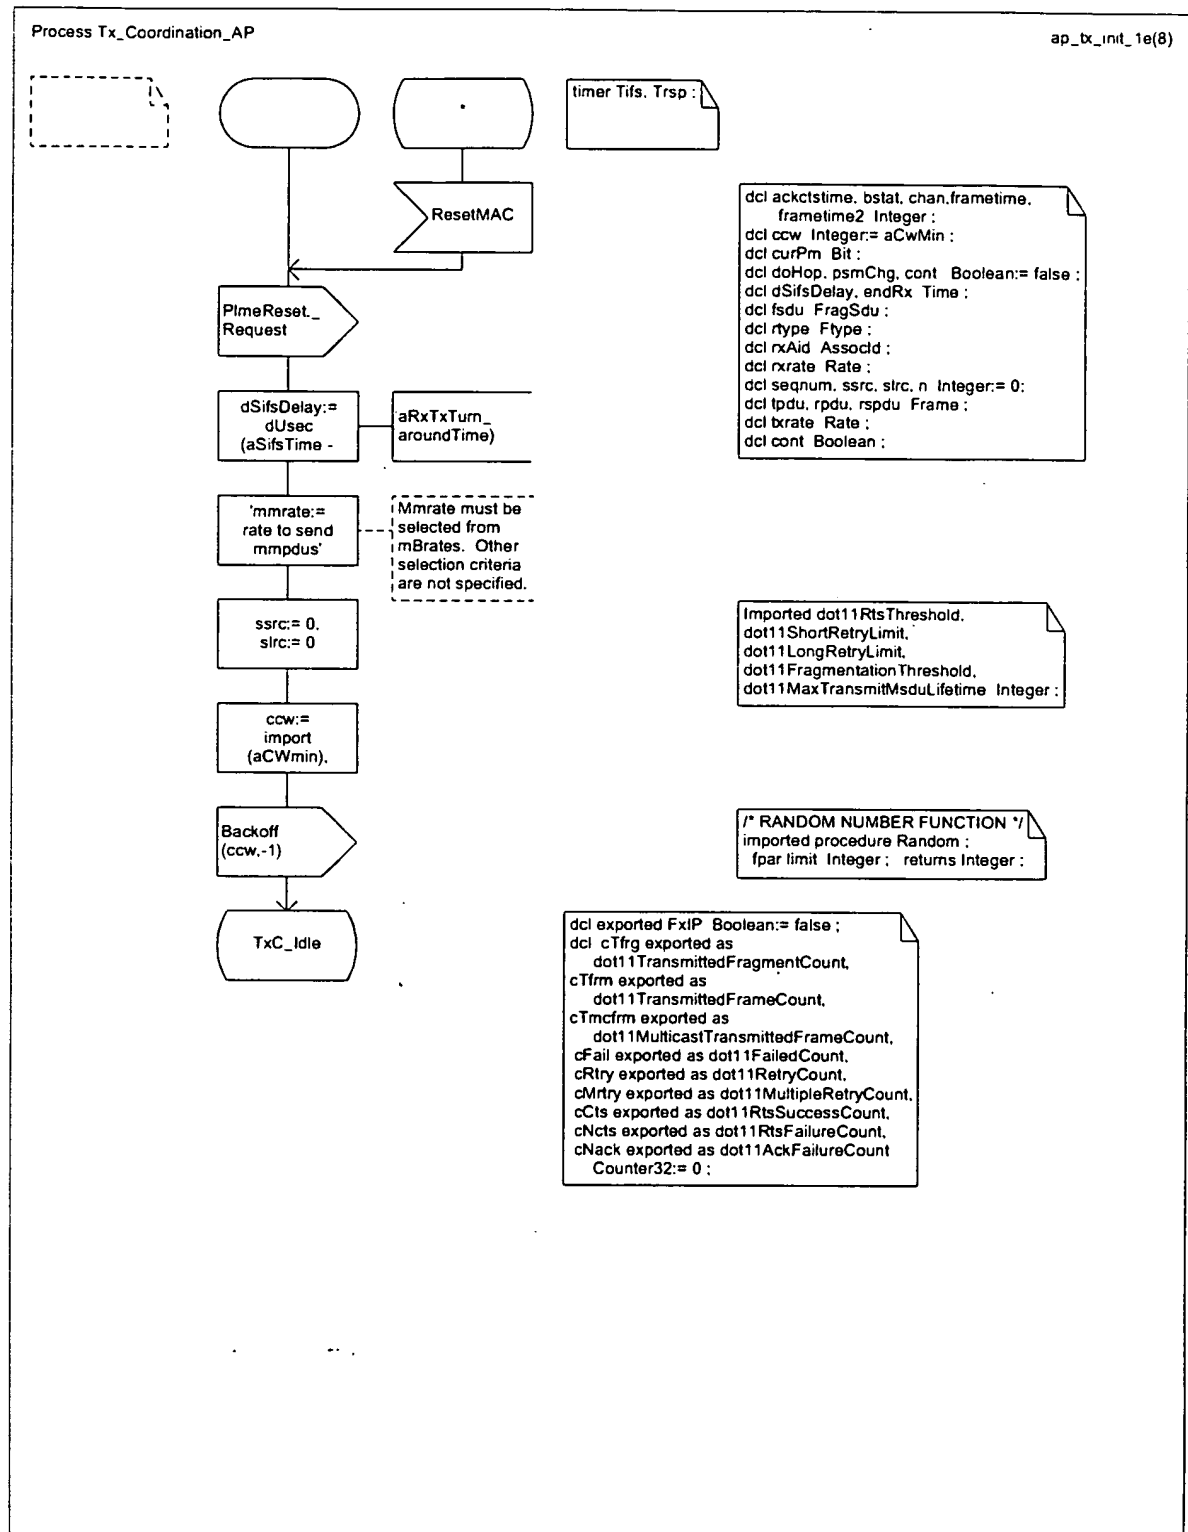 Process Tx_Coordination_AP
ap_tx_init_1e(8)
timer Tifs, Trsp ;
*
ResetMAC
PlmeReset._
Request
dSifsDelay:=
dUsec
(aSifsTime -
aRxTxTurn_
aroundTime)
'mmrate:=
rate to send
mmpdus'
Mmrate must be
selected from
mBrates. Other
selection criteria
are not specified.
ssrc:= 0,
slrc:= 0
ccw:=
import
(aCWmin),
Backoff
(ccw,-1)
TxC_Idle
dcl ackctstime, bstat, chan,frametime,
frametime2 Integer ;
dcl ccw Integer:= aCwMin ;
dcl curPm Bit ;
dcl doHop, psmChg, cont Boolean:= false ;
dcl dSifsDelay, endRx Time ;
dcl fsdu FragSdu ;
dcl rtype Ftype ;
dcl rxAid AssocId ;
dcl rxrate Rate ;
dcl seqnum, ssrc, slrc, n Integer:= 0;
dcl tpdu, rpdu, rspdu Frame ;
dcl txrate Rate ;
dcl cont Boolean ;
Imported dot11RtsThreshold,
dot11ShortRetryLimit,
dot11LongRetryLimit,
dot11FragmentationThreshold,
dot11MaxTransmitMsduLifetime Integer ;
/* RANDOM NUMBER FUNCTION */
imported procedure Random ;
fpar limit Integer ; returns Integer ;
dcl exported FxIP Boolean:= false ;
dcl cTfrg exported as
dot11TransmittedFragmentCount,
cTfrm exported as
dot11TransmittedFrameCount,
cTmcfrm exported as
dot11MulticastTransmittedFrameCount,
cFail exported as dot11FailedCount,
cRtry exported as dot11RetryCount,
cMrtry exported as dot11MultipleRetryCount,
cCts exported as dot11RtsSuccessCount,
cNcts exported as dot11RtsFailureCount,
cNack exported as dot11AckFailureCount
Counter32:= 0 ;